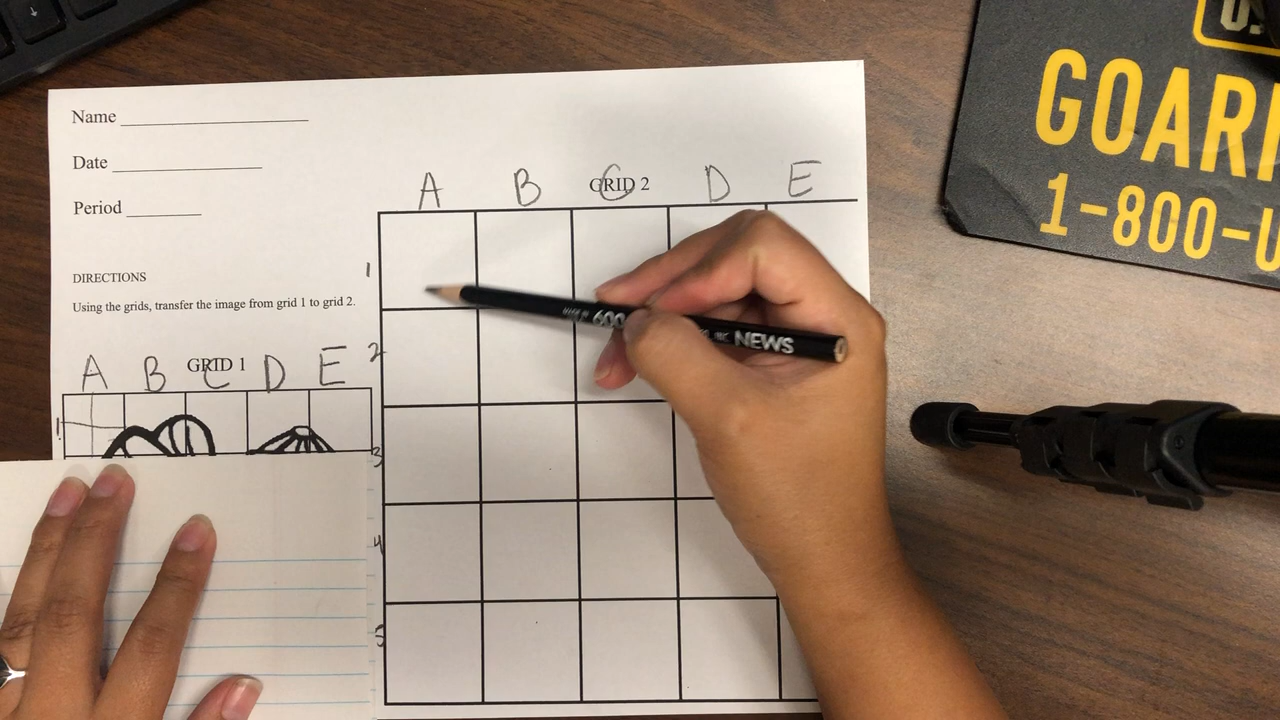 Name
Date
Period
DIRECTIONS
Using the grids, transfer the image from grid 1 to grid 2.
A B C D E
GRID 1
1
A B C D E
GRID 2
1
2
3
4
5
600
NEWS
GOAR
1-800-U